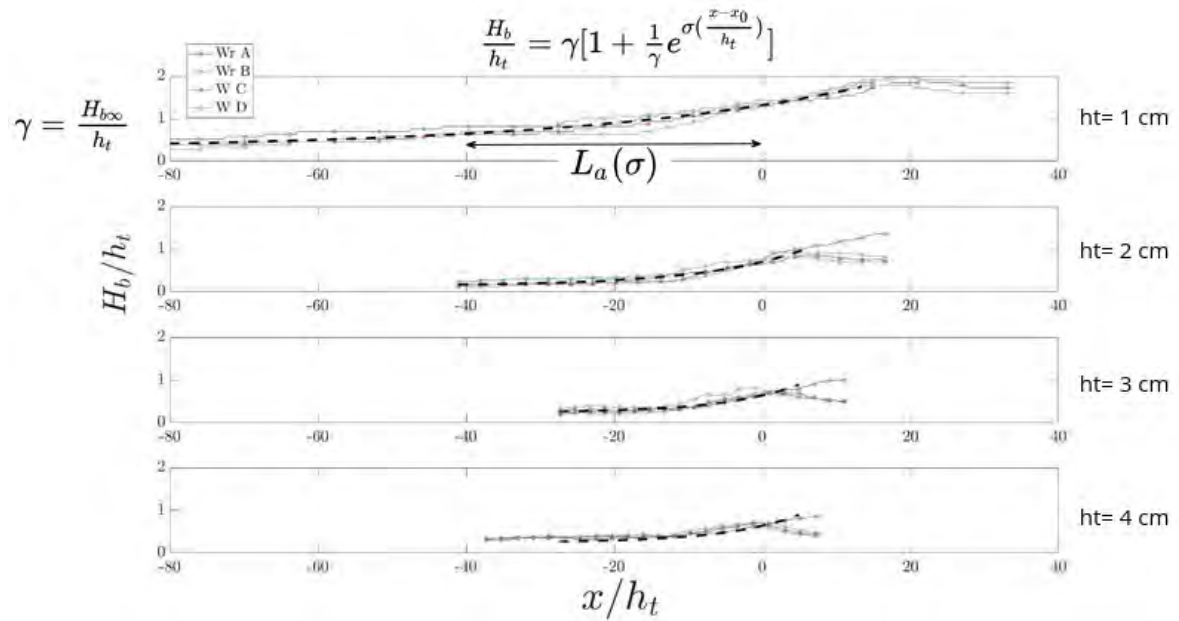 H_b/h_t = γ[1 + 1/γ e^{σ((x−x_0)/h_t)}]
Wr A
Wr B
W C
W D
γ = H_{b∞}/h_t
2
1
0
-80 -60 -40 -20 0 20 40
L_a(σ)
ht= 1 cm
2
1
0
-80 -60 -40 -20 0 20 40
ht= 2 cm
H_b/h_t
2
1
0
-80 -60 -40 -20 0 20 40
ht= 3 cm
2
1
0
-80 -60 -40 -20 0 20 40
ht= 4 cm
x/h_t